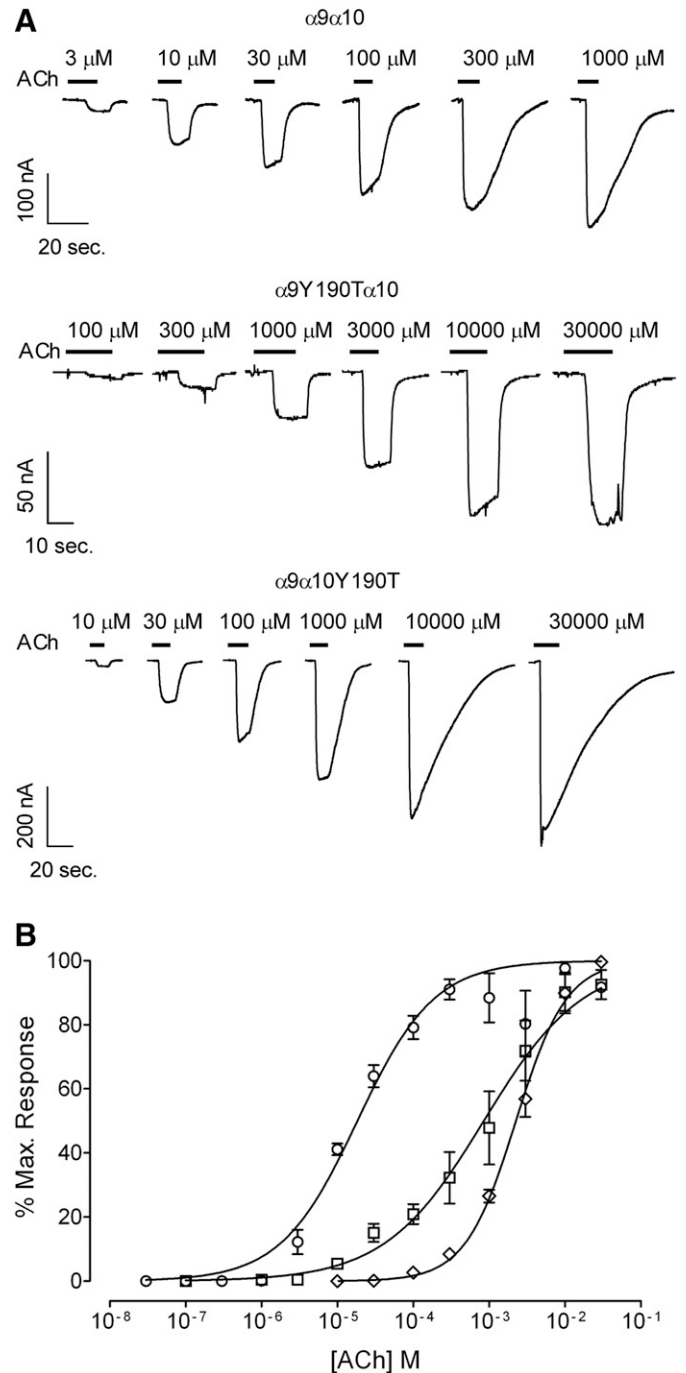 A
α9α10
3 μM 10 μM 30 μM 100 μM 300 μM 1000 μM
ACh
100 nA
20 sec.
α9Y190Tα10
100 μM 300 μM 1000 μM 3000 μM 10000 μM 30000 μM
ACh
50 nA
10 sec.
α9α10Y190T
10 μM 30 μM 100 μM 1000 μM 10000 μM 30000 μM
ACh
200 nA
20 sec.
B
% Max. Response
100
80
60
40
20
0
10⁻⁸ 10⁻⁷ 10⁻⁶ 10⁻⁵ 10⁻⁴ 10⁻³ 10⁻² 10⁻¹
[ACh] M